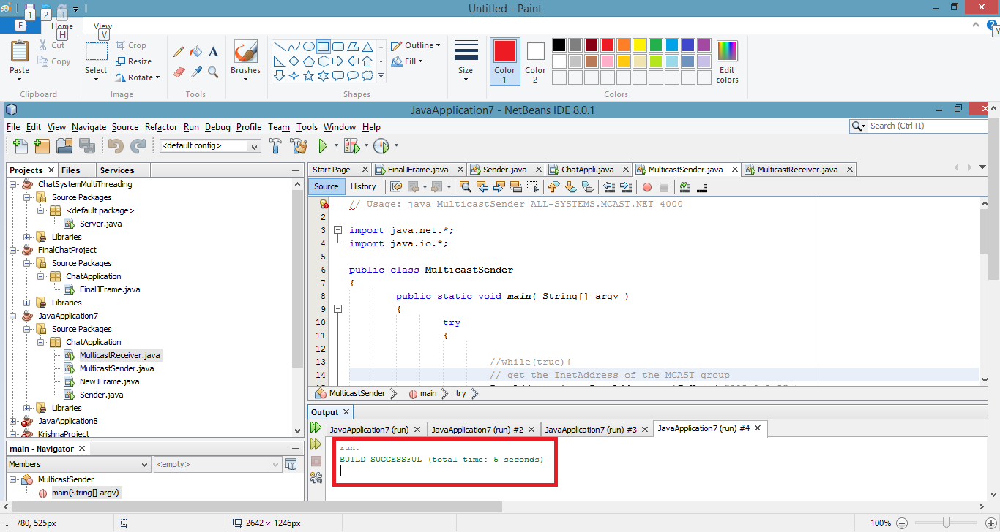 Untitled - Paint
1 2 3
F Home View
H V Y
Paste Cut Copy
Clipboard
Select Crop Resize Rotate
Image
A
Tools
Brushes
Outline Fill
Shapes
Size
Color 1 Color 2
Edit colors
Colors
JavaApplication7 - NetBeans IDE 8.0.1
File Edit View Navigate Source Refactor Run Debug Profile Team Tools Window Help
Search (Ctrl+I)
<default config>
Projects Files Services
ChatSystemMultiThreading
Source Packages
<default package>
Server.java
Libraries
FinalChatProject
Source Packages
ChatApplication
FinalJFrame.java
Libraries
JavaApplication7
Source Packages
ChatApplication
MulticastReceiver.java
MulticastSender.java
NewJFrame.java
Sender.java
Libraries
JavaApplication8
KrishnaProject
main - Navigator
Members <empty>
MulticastSender
main(String[] argv)
Start Page FinalJFrame.java Sender.java ChatAppli.java MulticastSender.java MulticastReceiver.java
Source History
// Usage: java MulticastSender ALL-SYSTEMS.MCAST.NET 4000
2
3 import java.net.*;
4 import java.io.*;
5
6 public class MulticastSender
7 {
8 public static void main( String[] argv )
9 {
10 try
11 {
12
13 //while(true){
14 // get the InetAddress of the MCAST group
MulticastSender main try
Output
JavaApplication7 (run) JavaApplication7 (run) #2 JavaApplication7 (run) #3 JavaApplication7 (run) #4
run:
BUILD SUCCESSFUL (total time: 5 seconds)
780, 525px 2642 × 1246px 100%